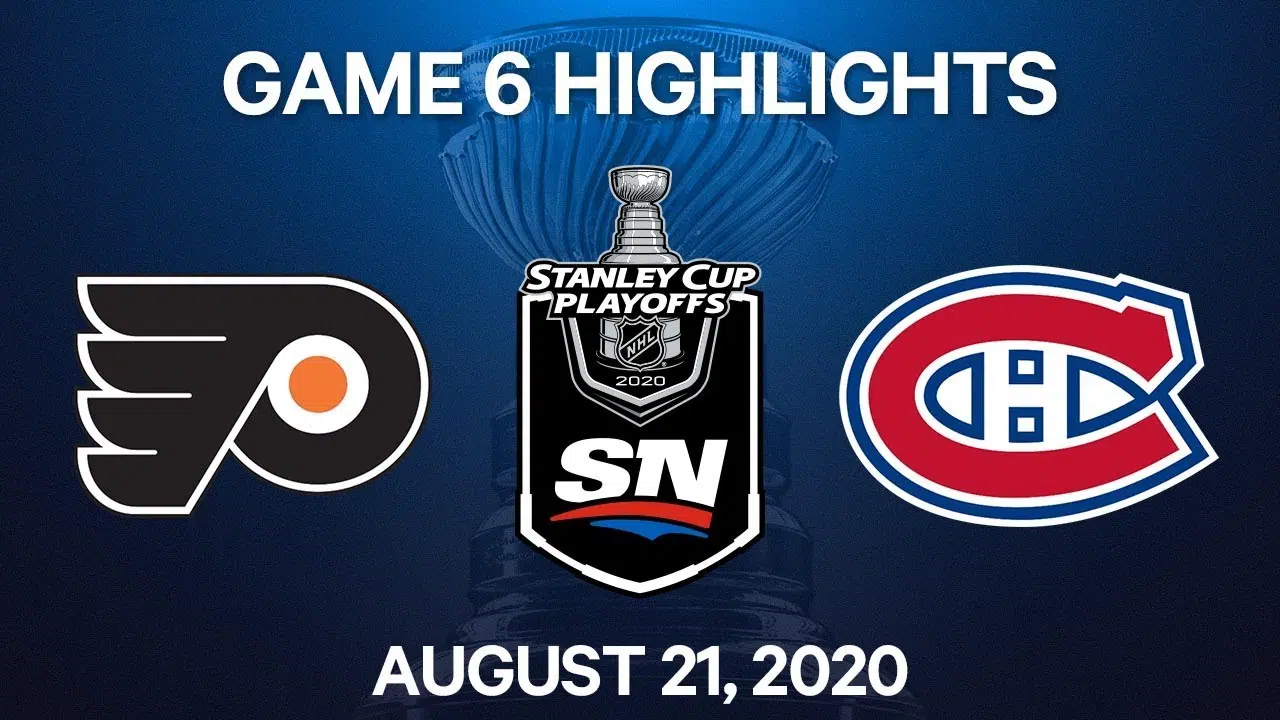 GAME 6 HIGHLIGHTS
STANLEY CUP
PLAYOFFS
NHL
2020
SN
AUGUST 21, 2020